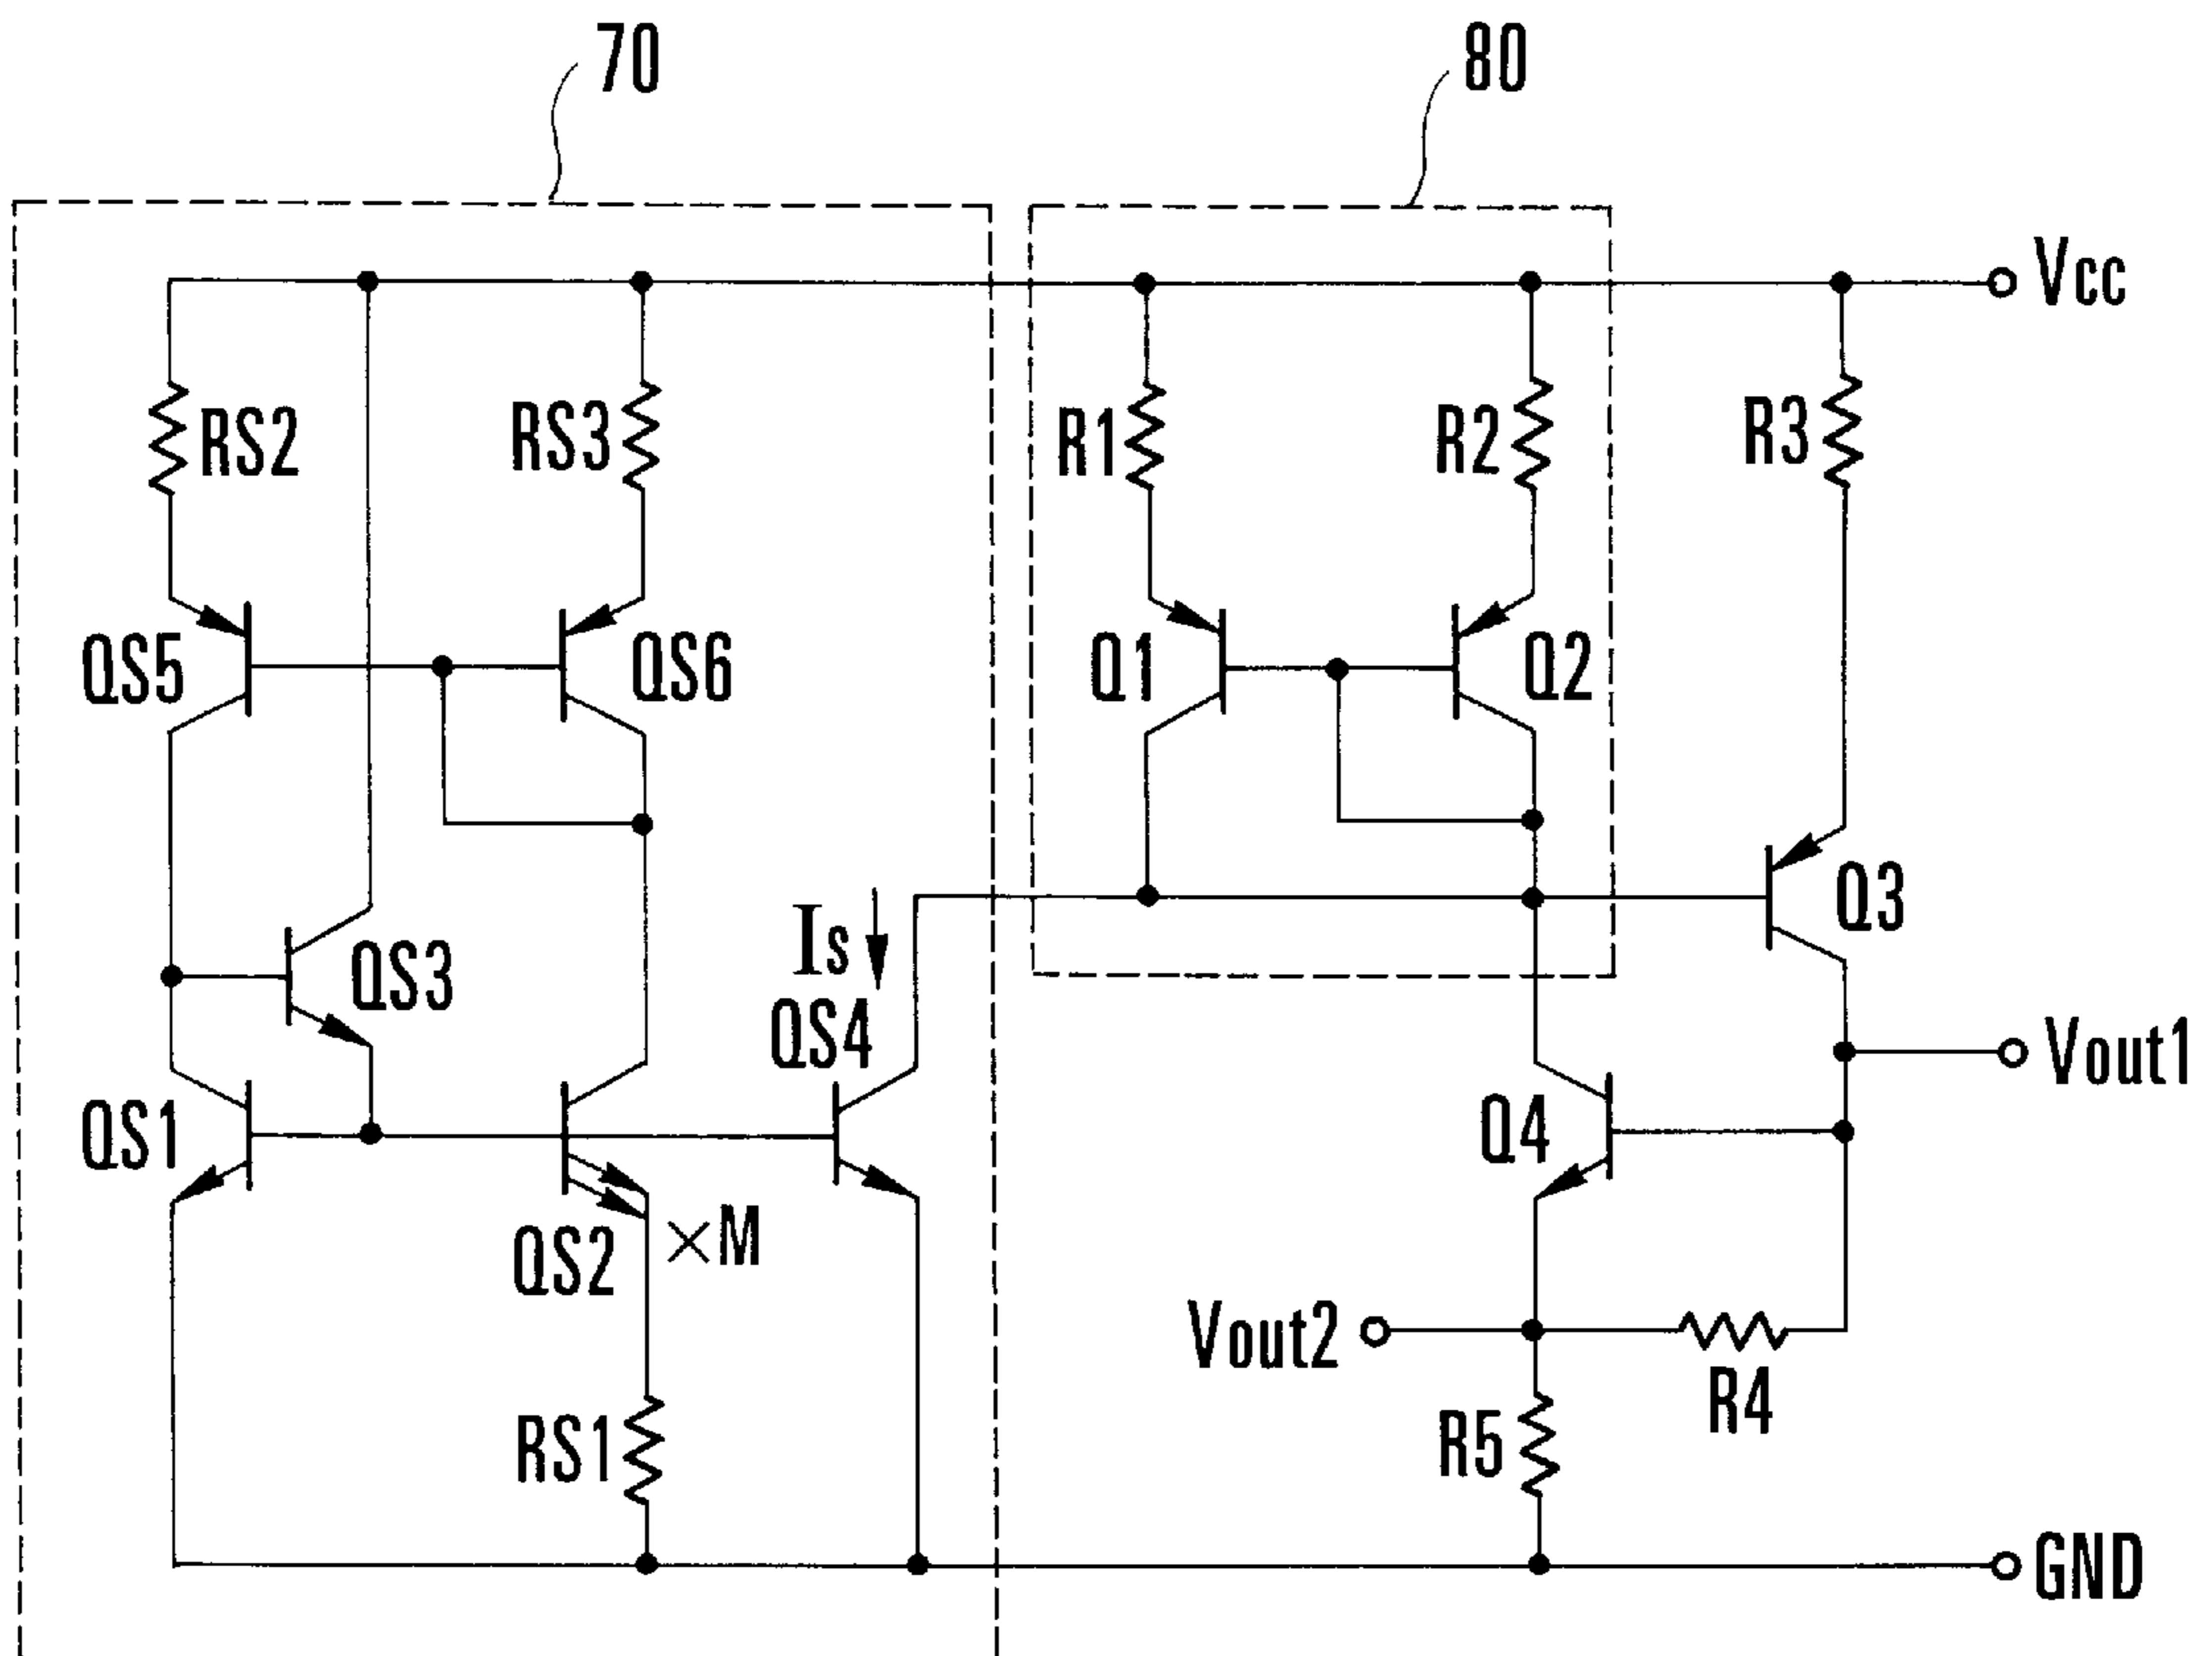 70
80
Vcc
RS2
RS3
R1
R2
R3
QS5
QS6
Q1
Q2
Q3
QS3
Is
QS4
Vout1
QS1
Q4
QS2
×M
Vout2
R4
RS1
R5
GND